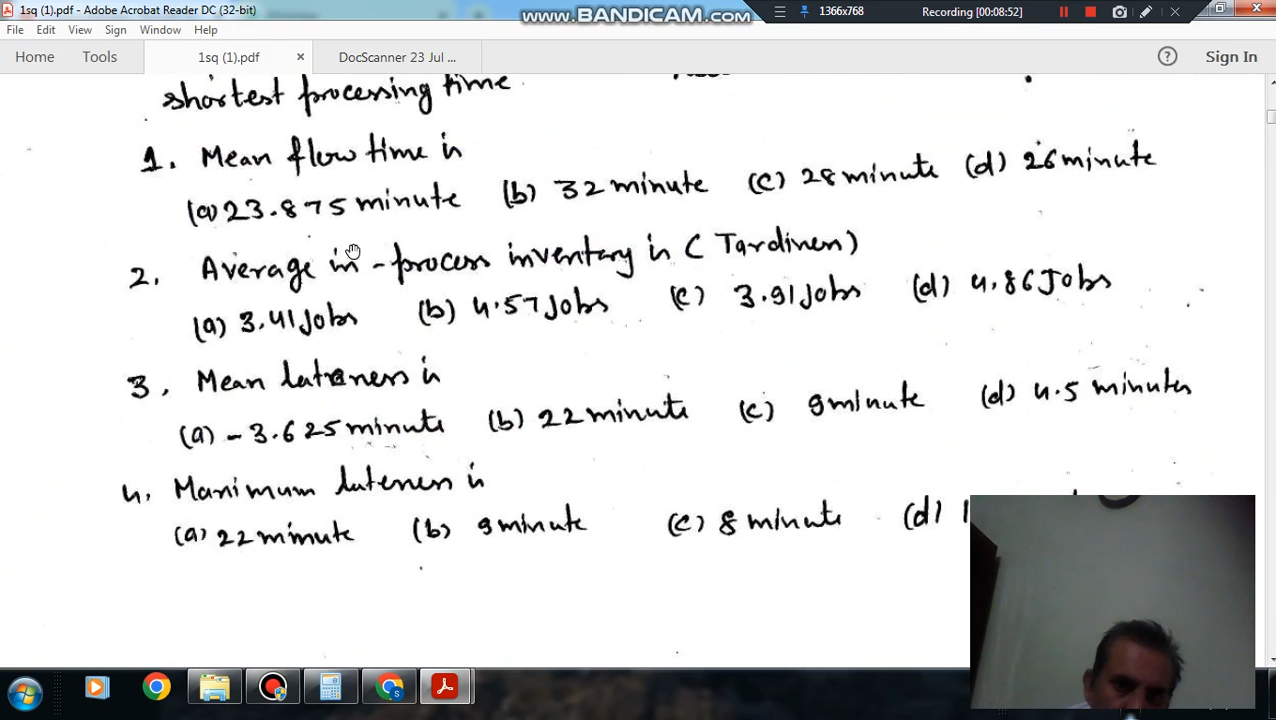 1sq (1).pdf - Adobe Acrobat Reader DC (32-bit)
www.BANDICAM.com
1366x768
Recording [00:08:52]
File Edit View Sign Window Help
Home Tools 1sq (1).pdf × DocScanner 23 Jul ... ? Sign In
shortest processing time
1. Mean flow time is
(a) 23.875 minute (b) 32 minute (c) 28 minute (d) 26 minute
2. Average in - process inventory is ( Tardiness )
(a) 3.41 Jobs (b) 4.57 Jobs (c) 3.91 Jobs (d) 4.86 Jobs
3. Mean lateness is
(a) - 3.625 minute (b) 22 minute (c) 9 minute (d) 4.5 minutes
4. Maximum lateness is
(a) 22 minute (b) 9 minute (c) 8 minute (d)